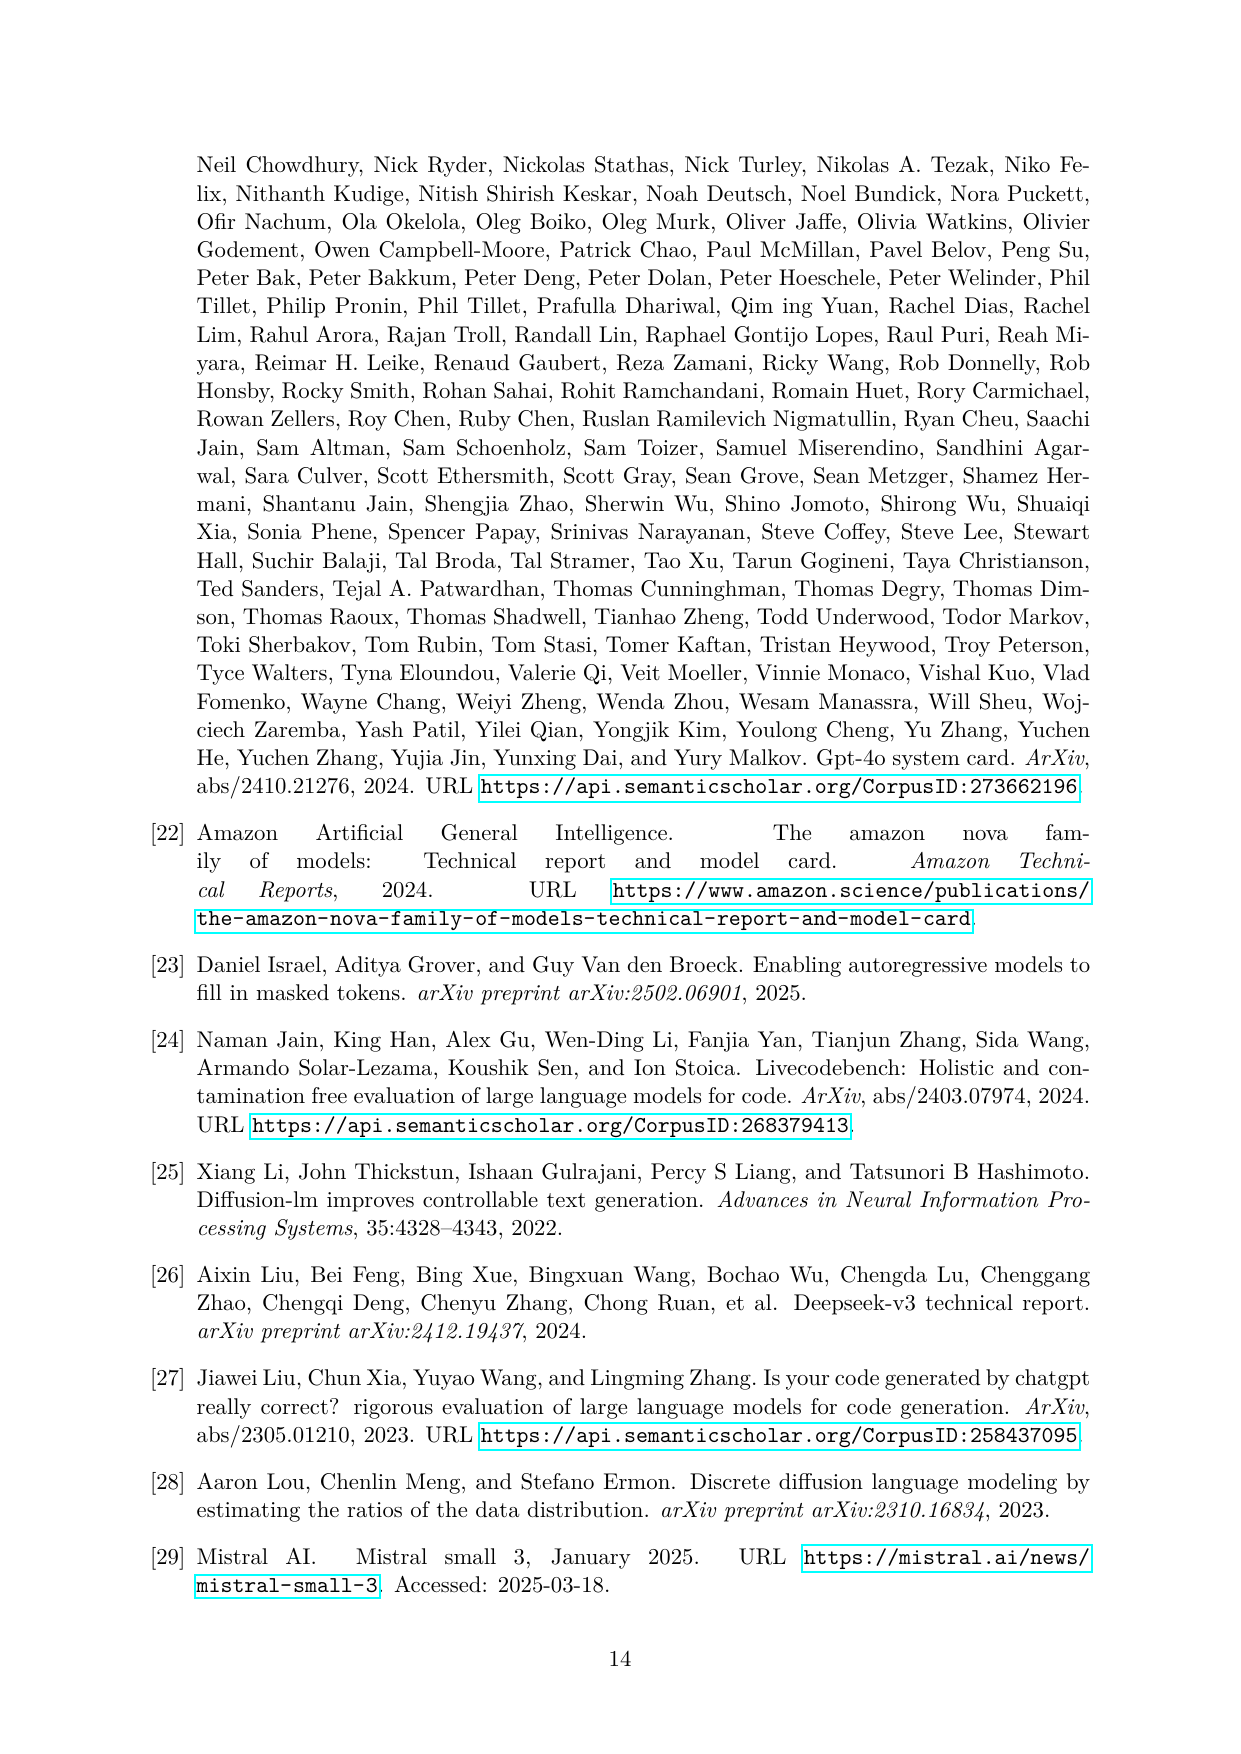 Neil Chowdhury, Nick Ryder, Nickolas Stathas, Nick Turley, Nikolas A. Tezak, Niko Fe-
lix, Nithanth Kudige, Nitish Shirish Keskar, Noah Deutsch, Noel Bundick, Nora Puckett,
Ofir Nachum, Ola Okelola, Oleg Boiko, Oleg Murk, Oliver Jaffe, Olivia Watkins, Olivier
Godement, Owen Campbell-Moore, Patrick Chao, Paul McMillan, Pavel Belov, Peng Su,
Peter Bak, Peter Bakkum, Peter Deng, Peter Dolan, Peter Hoeschele, Peter Welinder, Phil
Tillet, Philip Pronin, Phil Tillet, Prafulla Dhariwal, Qim ing Yuan, Rachel Dias, Rachel
Lim, Rahul Arora, Rajan Troll, Randall Lin, Raphael Gontijo Lopes, Raul Puri, Reah Mi-
yara, Reimar H. Leike, Renaud Gaubert, Reza Zamani, Ricky Wang, Rob Donnelly, Rob
Honsby, Rocky Smith, Rohan Sahai, Rohit Ramchandani, Romain Huet, Rory Carmichael,
Rowan Zellers, Roy Chen, Ruby Chen, Ruslan Ramilevich Nigmatullin, Ryan Cheu, Saachi
Jain, Sam Altman, Sam Schoenholz, Sam Toizer, Samuel Miserendino, Sandhini Agar-
wal, Sara Culver, Scott Ethersmith, Scott Gray, Sean Grove, Sean Metzger, Shamez Her-
mani, Shantanu Jain, Shengjia Zhao, Sherwin Wu, Shino Jomoto, Shirong Wu, Shuaiqi
Xia, Sonia Phene, Spencer Papay, Srinivas Narayanan, Steve Coffey, Steve Lee, Stewart
Hall, Suchir Balaji, Tal Broda, Tal Stramer, Tao Xu, Tarun Gogineni, Taya Christianson,
Ted Sanders, Tejal A. Patwardhan, Thomas Cunninghman, Thomas Degry, Thomas Dim-
son, Thomas Raoux, Thomas Shadwell, Tianhao Zheng, Todd Underwood, Todor Markov,
Toki Sherbakov, Tom Rubin, Tom Stasi, Tomer Kaftan, Tristan Heywood, Troy Peterson,
Tyce Walters, Tyna Eloundou, Valerie Qi, Veit Moeller, Vinnie Monaco, Vishal Kuo, Vlad
Fomenko, Wayne Chang, Weiyi Zheng, Wenda Zhou, Wesam Manassra, Will Sheu, Woj-
ciech Zaremba, Yash Patil, Yilei Qian, Yongjik Kim, Youlong Cheng, Yu Zhang, Yuchen
He, Yuchen Zhang, Yujia Jin, Yunxing Dai, and Yury Malkov. Gpt-4o system card. ArXiv,
abs/2410.21276, 2024. URL https://api.semanticscholar.org/CorpusID:273662196.
[22] Amazon Artificial General Intelligence. The amazon nova fam-
ily of models: Technical report and model card. Amazon Techni-
cal Reports, 2024. URL https://www.amazon.science/publications/
the-amazon-nova-family-of-models-technical-report-and-model-card.
[23] Daniel Israel, Aditya Grover, and Guy Van den Broeck. Enabling autoregressive models to
fill in masked tokens. arXiv preprint arXiv:2502.06901, 2025.
[24] Naman Jain, King Han, Alex Gu, Wen-Ding Li, Fanjia Yan, Tianjun Zhang, Sida Wang,
Armando Solar-Lezama, Koushik Sen, and Ion Stoica. Livecodebench: Holistic and con-
tamination free evaluation of large language models for code. ArXiv, abs/2403.07974, 2024.
URL https://api.semanticscholar.org/CorpusID:268379413.
[25] Xiang Li, John Thickstun, Ishaan Gulrajani, Percy S Liang, and Tatsunori B Hashimoto.
Diffusion-lm improves controllable text generation. Advances in Neural Information Pro-
cessing Systems, 35:4328–4343, 2022.
[26] Aixin Liu, Bei Feng, Bing Xue, Bingxuan Wang, Bochao Wu, Chengda Lu, Chenggang
Zhao, Chengqi Deng, Chenyu Zhang, Chong Ruan, et al. Deepseek-v3 technical report.
arXiv preprint arXiv:2412.19437, 2024.
[27] Jiawei Liu, Chun Xia, Yuyao Wang, and Lingming Zhang. Is your code generated by chatgpt
really correct? rigorous evaluation of large language models for code generation. ArXiv,
abs/2305.01210, 2023. URL https://api.semanticscholar.org/CorpusID:258437095.
[28] Aaron Lou, Chenlin Meng, and Stefano Ermon. Discrete diffusion language modeling by
estimating the ratios of the data distribution. arXiv preprint arXiv:2310.16834, 2023.
[29] Mistral AI. Mistral small 3, January 2025. URL https://mistral.ai/news/
mistral-small-3. Accessed: 2025-03-18.
14